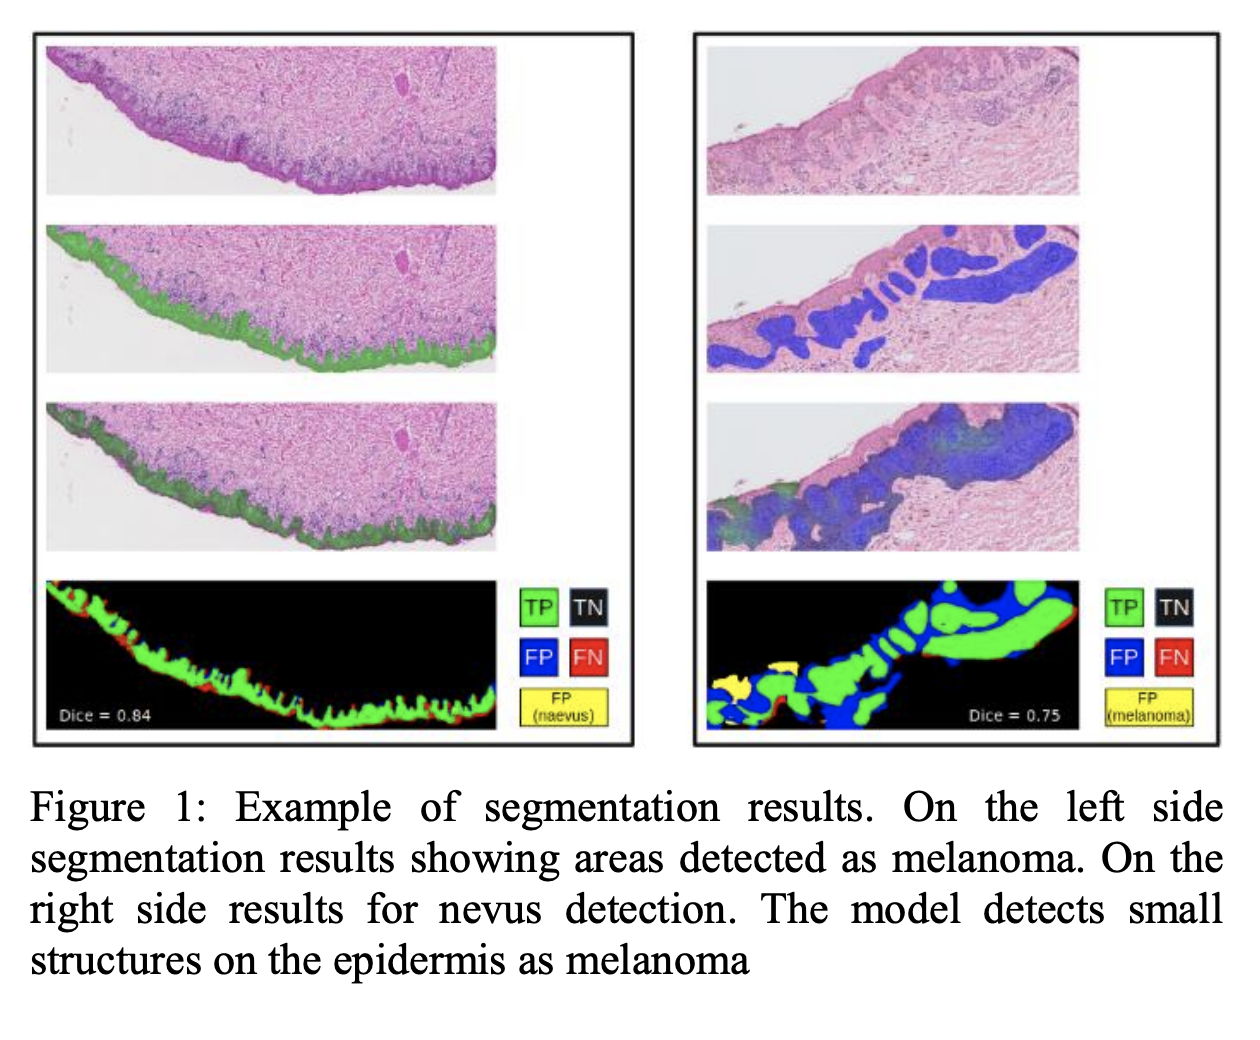 TP TN
FP FN
FP
(naevus)
Dice = 0.84
TP TN
FP FN
FP
(melanoma)
Dice = 0.75
Figure 1: Example of segmentation results. On the left side
segmentation results showing areas detected as melanoma. On the
right side results for nevus detection. The model detects small
structures on the epidermis as melanoma